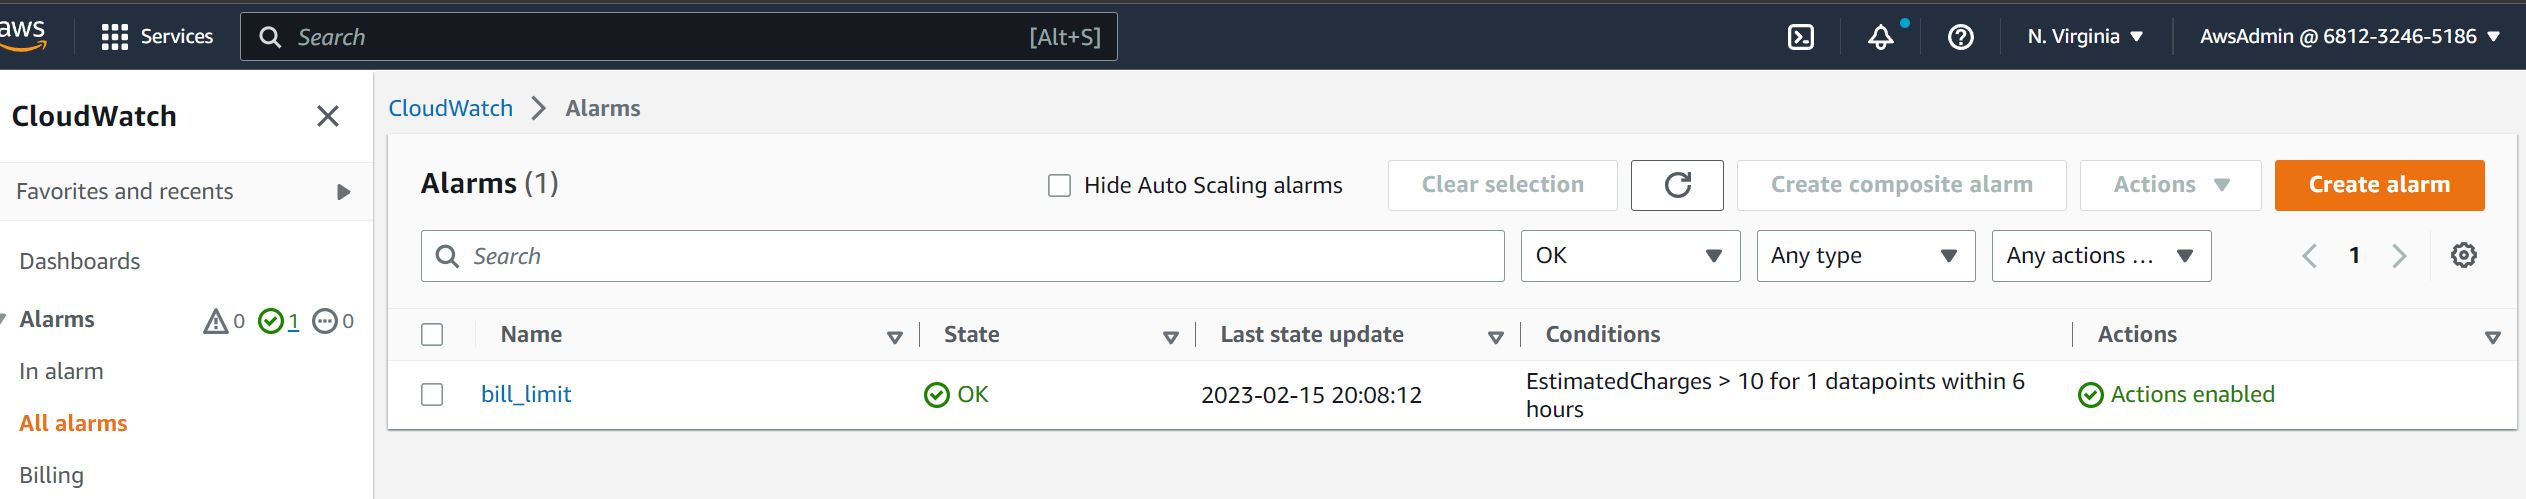 aws
Services
Search
[Alt+S]
N. Virginia
AwsAdmin @ 6812-3246-5186
CloudWatch
Favorites and recents
Dashboards
Alarms 0 1 0
In alarm
All alarms
Billing
CloudWatch > Alarms
Alarms (1)
Hide Auto Scaling alarms
Clear selection
Create composite alarm
Actions
Create alarm
Search
OK
Any type
Any actions ...
1
Name
State
Last state update
Conditions
Actions
bill_limit
OK
2023-02-15 20:08:12
EstimatedCharges > 10 for 1 datapoints within 6
hours
Actions enabled